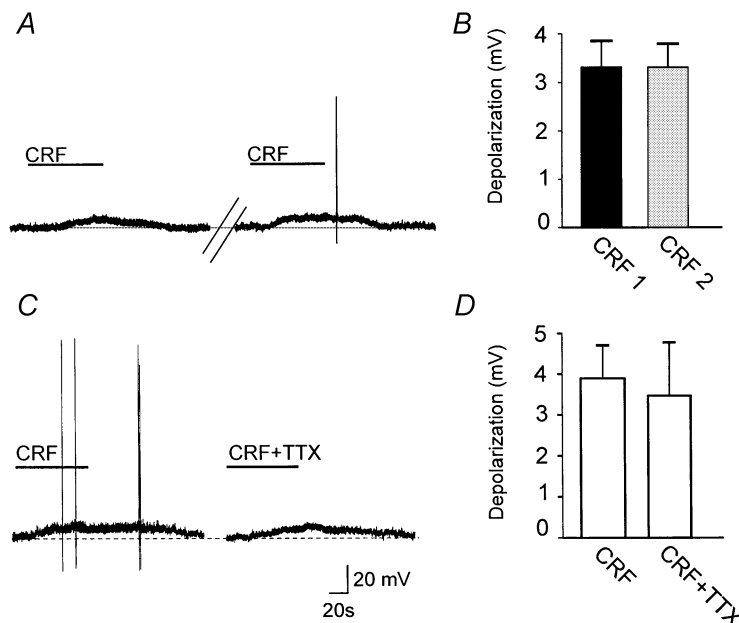 A
CRF
CRF
B
Depolarization (mV)
4
3
2
1
0
CRF 1
CRF 2
C
CRF
CRF+TTX
20 mV
20s
D
Depolarization (mV)
5
4
3
2
1
0
CRF
CRF+TTX